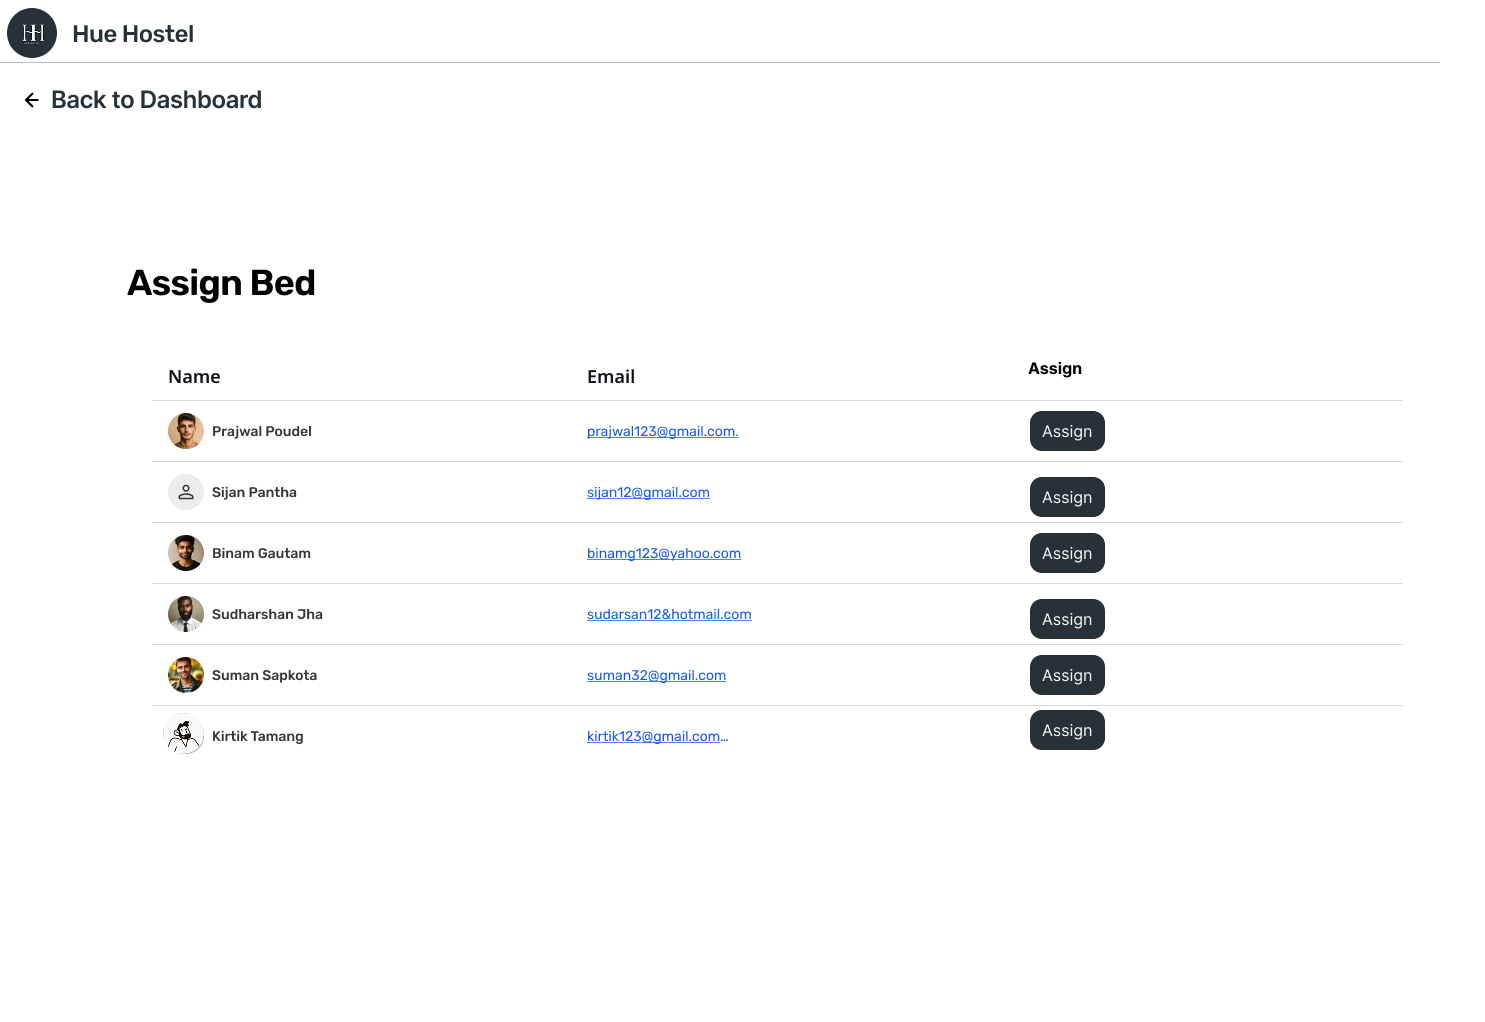 HH
Hue Hostel
Back to Dashboard
Assign Bed
Name Email Assign
Prajwal Poudel prajwal123@gmail.com. Assign
Sijan Pantha sijan12@gmail.com Assign
Binam Gautam binamg123@yahoo.com Assign
Sudharshan Jha sudarsan12&hotmail.com Assign
Suman Sapkota suman32@gmail.com Assign
Kirtik Tamang kirtik123@gmail.com… Assign